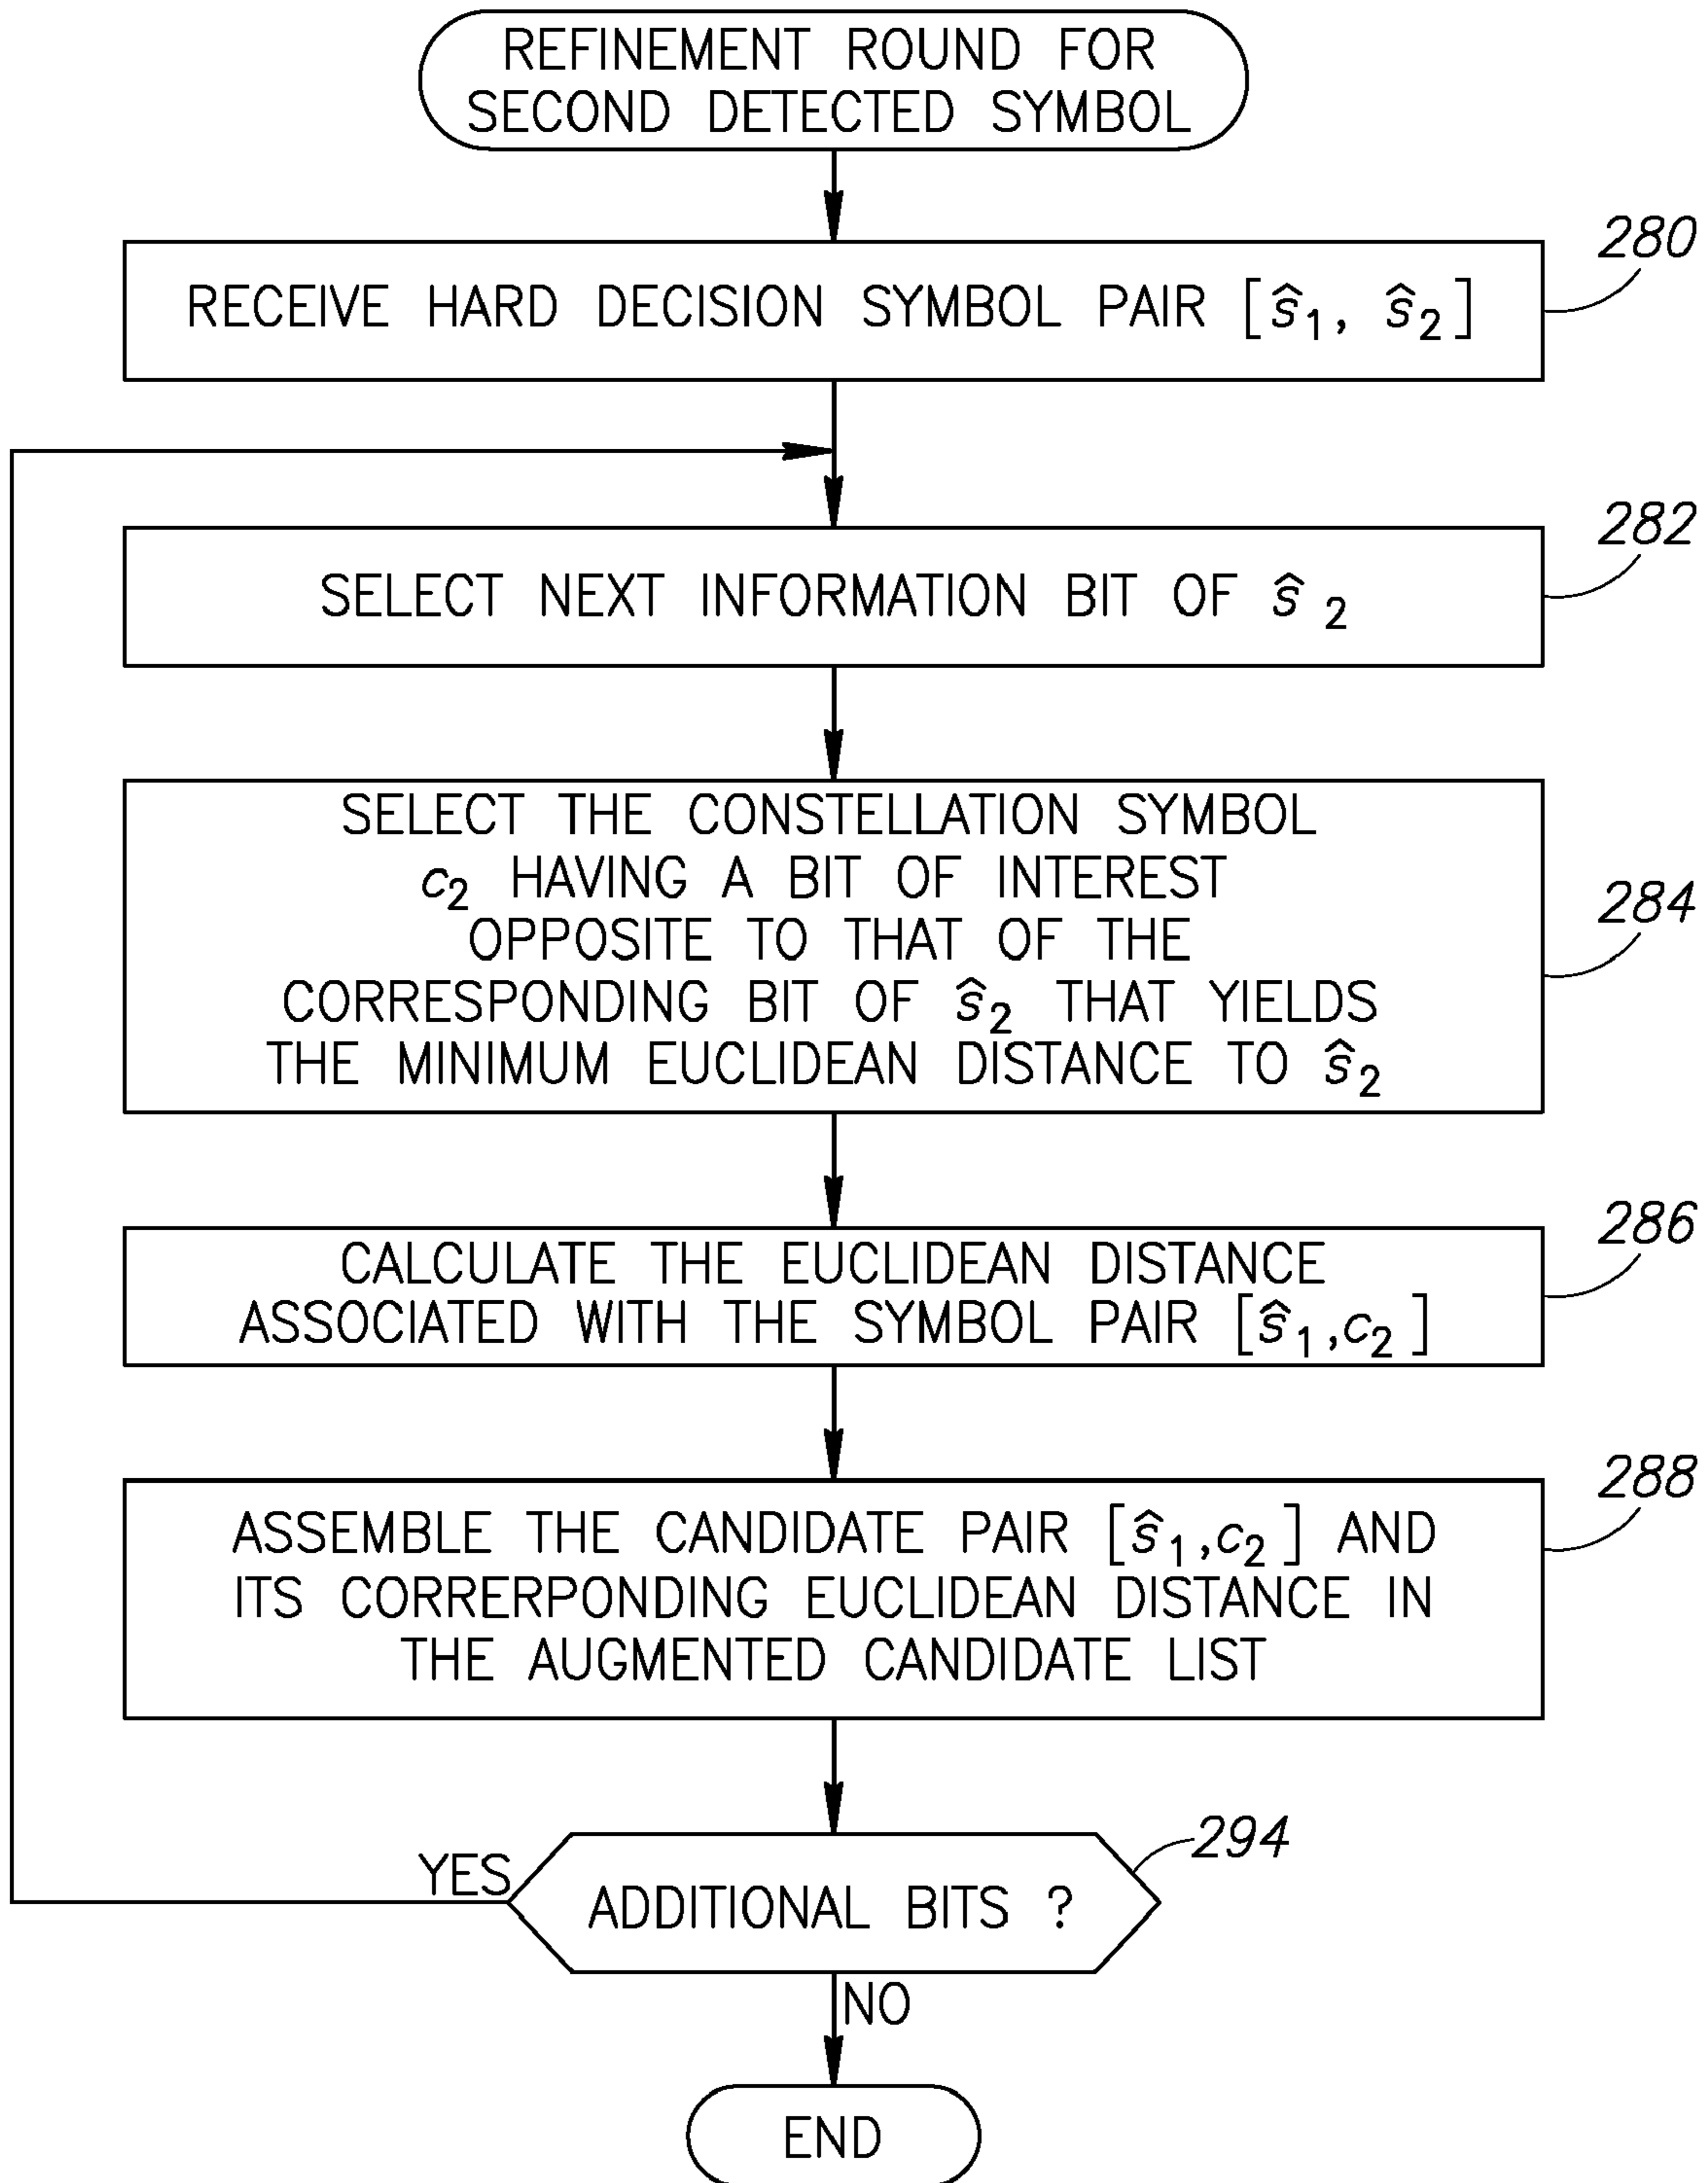 REFINEMENT ROUND FOR
SECOND DETECTED SYMBOL
280
RECEIVE HARD DECISION SYMBOL PAIR [ŝ₁, ŝ₂]
282
SELECT NEXT INFORMATION BIT OF ŝ₂
SELECT THE CONSTELLATION SYMBOL
c₂ HAVING A BIT OF INTEREST
284
OPPOSITE TO THAT OF THE
CORRESPONDING BIT OF ŝ₂ THAT YIELDS
THE MINIMUM EUCLIDEAN DISTANCE TO ŝ₂
286
CALCULATE THE EUCLIDEAN DISTANCE
ASSOCIATED WITH THE SYMBOL PAIR [ŝ₁,c₂]
288
ASSEMBLE THE CANDIDATE PAIR [ŝ₁,c₂] AND
ITS CORRERPONDING EUCLIDEAN DISTANCE IN
THE AUGMENTED CANDIDATE LIST
294
YES
ADDITIONAL BITS ?
NO
END